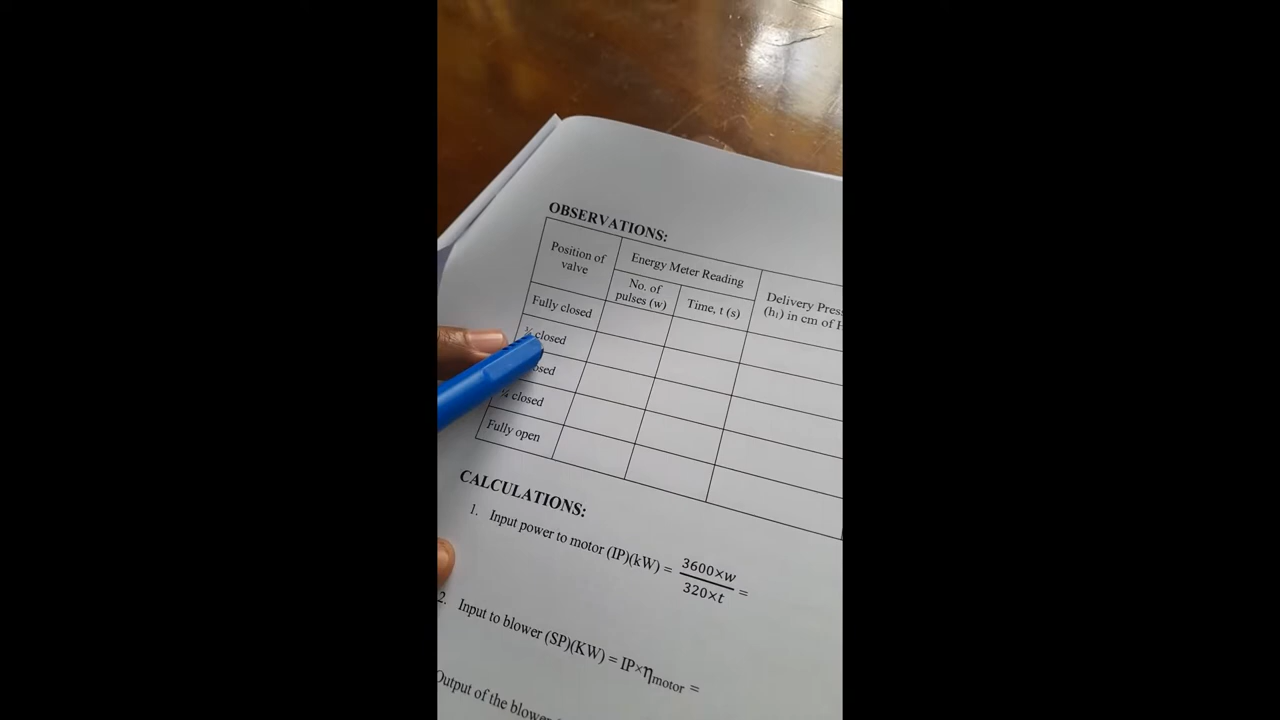 OBSERVATIONS:
Position of
valve
Energy Meter Reading
No. of
pulses (w)
Time, t (s)
Delivery
(h₁) in cm of
Fully closed
closed
¼ closed
Fully open
CALCULATIONS:
1. Input power to motor (IP)(kW) = 3600×w / 320×t =
2. Input to blower (SP)(KW) = IP×ηmotor =
Output of the blower